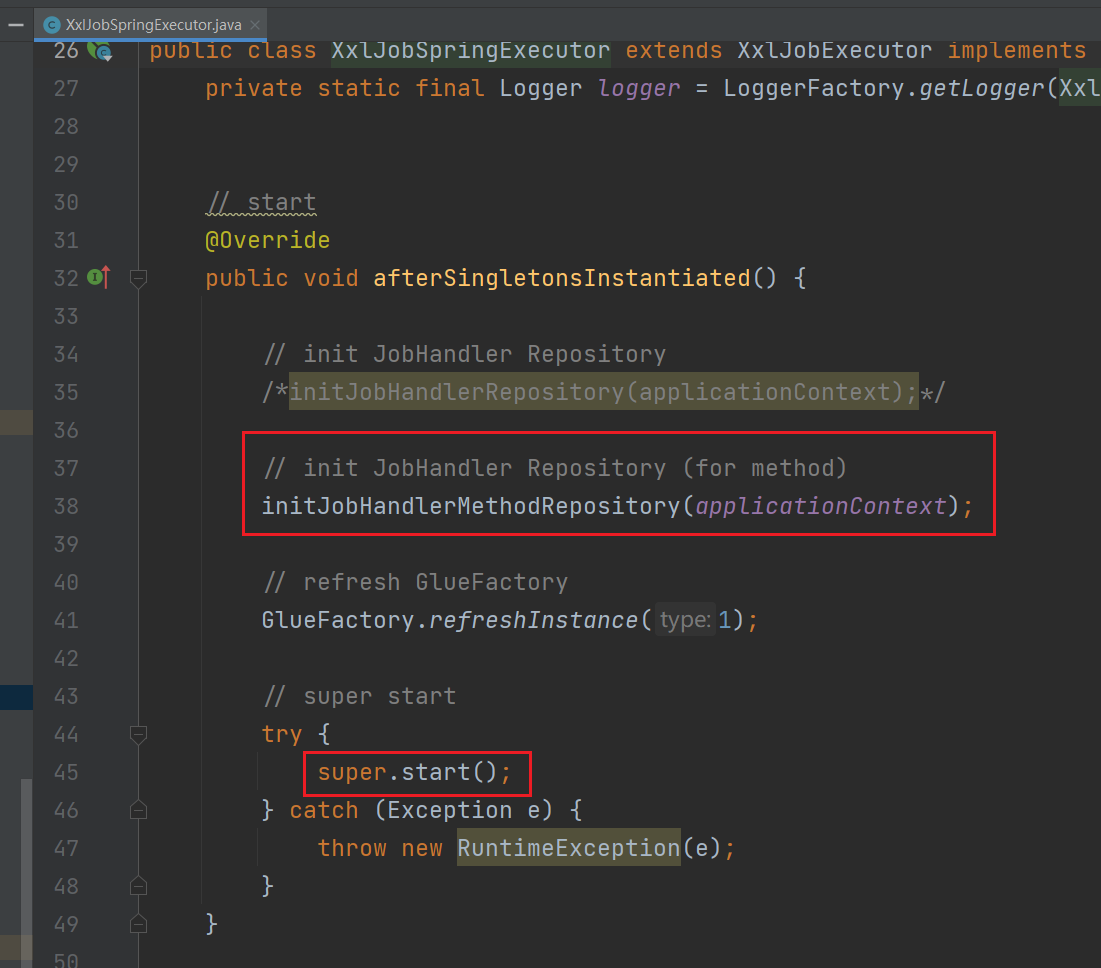 XxlJobSpringExecutor.java
26 public class XxlJobSpringExecutor extends XxlJobExecutor implements
27 private static final Logger logger = LoggerFactory.getLogger(Xxl
28
29
30 // start
31 @Override
32 public void afterSingletonsInstantiated() {
33
34 // init JobHandler Repository
35 /*initJobHandlerRepository(applicationContext);*/
36
37 // init JobHandler Repository (for method)
38 initJobHandlerMethodRepository(applicationContext);
39
40 // refresh GlueFactory
41 GlueFactory.refreshInstance( type: 1);
42
43 // super start
44 try {
45 super.start();
46 } catch (Exception e) {
47 throw new RuntimeException(e);
48 }
49 }
50